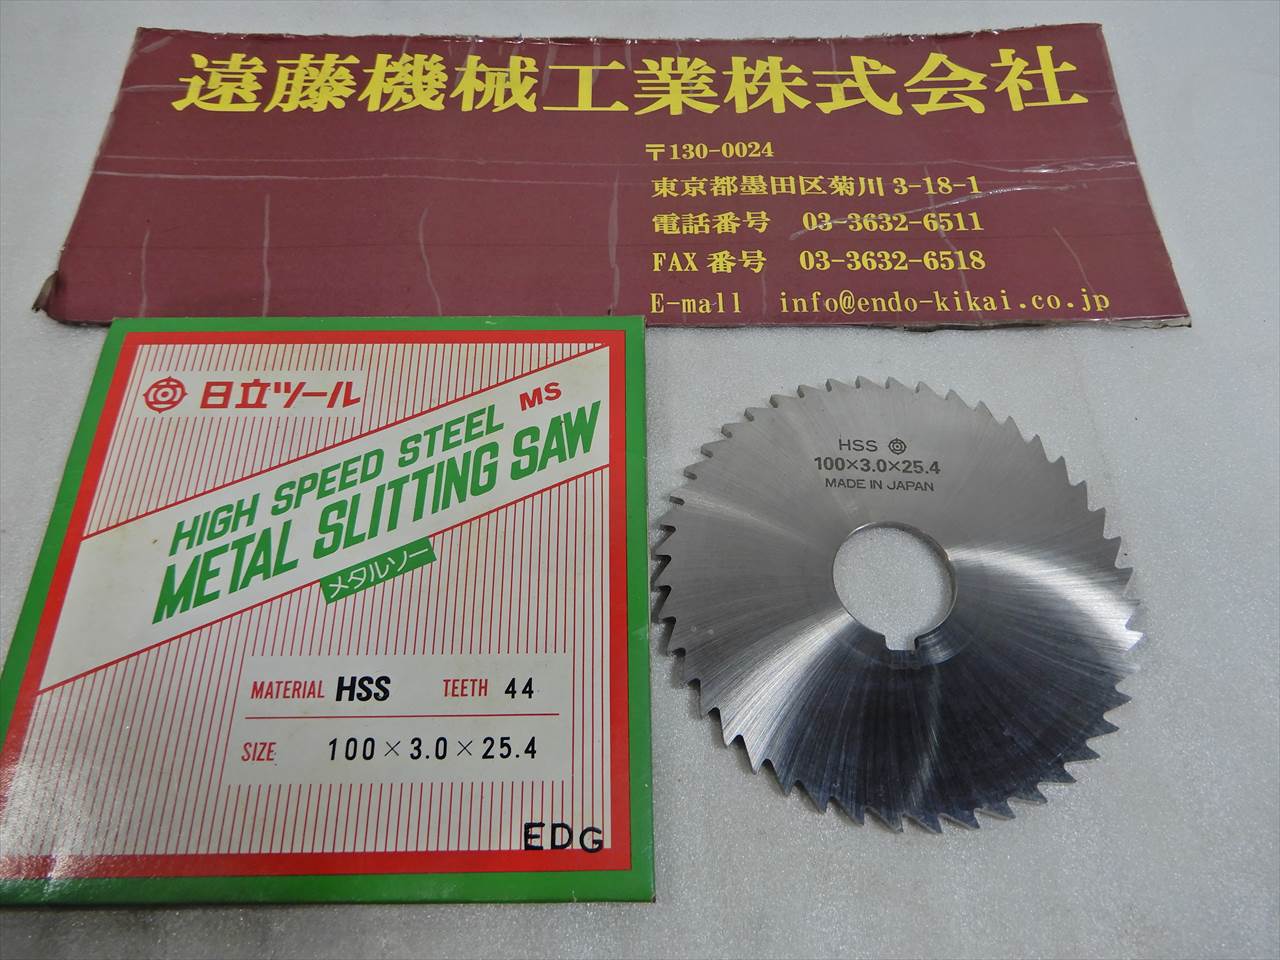 遠藤機械工業株式会社
〒130-0024
東京都墨田区菊川 3-18-1
電話番号 03-3632-6511
FAX 番号 03-3632-6518
E-mall info@endo-kikai.co.jp
日立ツール
HIGH SPEED STEEL MS
METAL SLITTING SAW
メタルソー
MATERIAL HSS TEETH 44
SIZE 100×3.0×25.4
EDG
HSS
100×3.0×25.4
MADE IN JAPAN